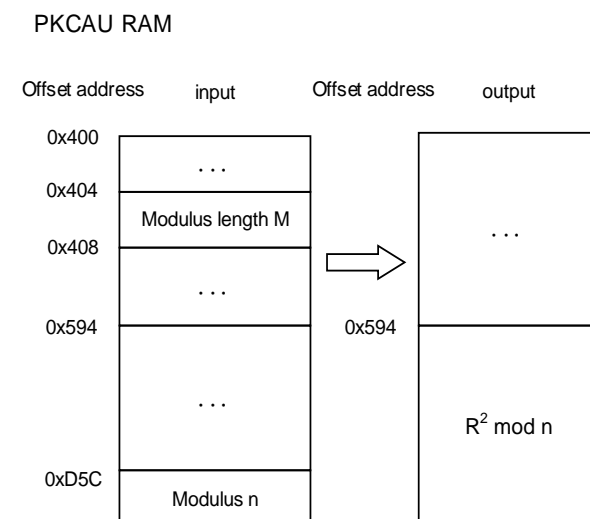 PKCAU RAM
Offset address input Offset address output
0x400
...
0x404
Modulus length M
0x408
...
...
0x594 0x594
...
R² mod n
0xD5C
Modulus n